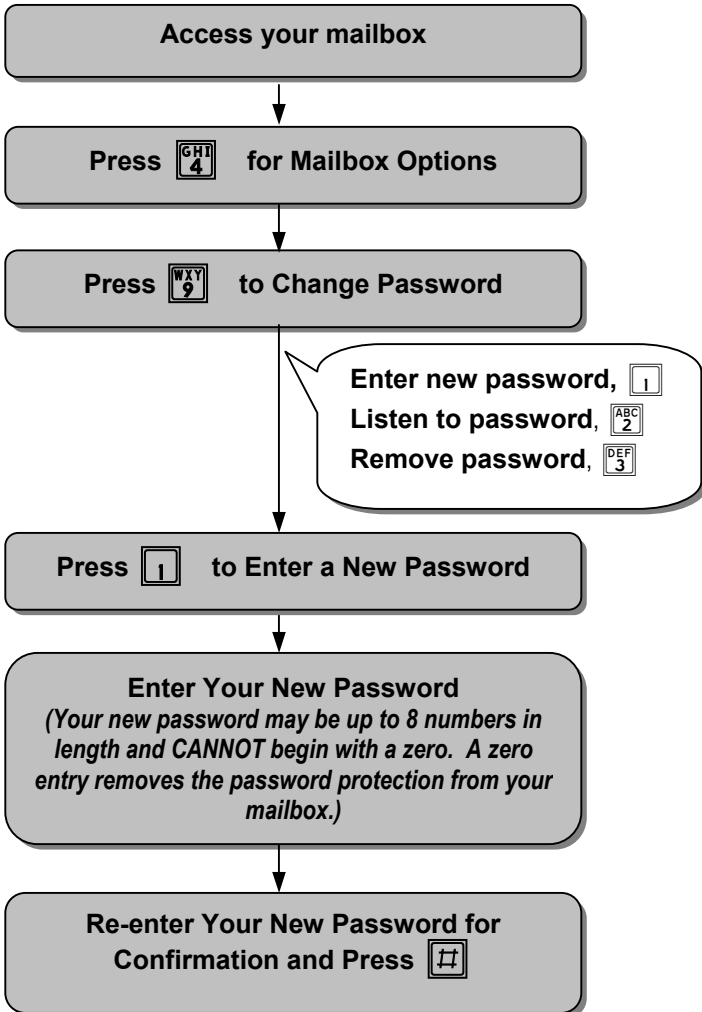 Access your mailbox
Press GHI 4 for Mailbox Options
Press WXY 9 to Change Password
Enter new password, 1
Listen to password, ABC 2
Remove password, DEF 3
Press 1 to Enter a New Password
Enter Your New Password
(Your new password may be up to 8 numbers in
length and CANNOT begin with a zero. A zero
entry removes the password protection from your
mailbox.)
Re-enter Your New Password for
Confirmation and Press #